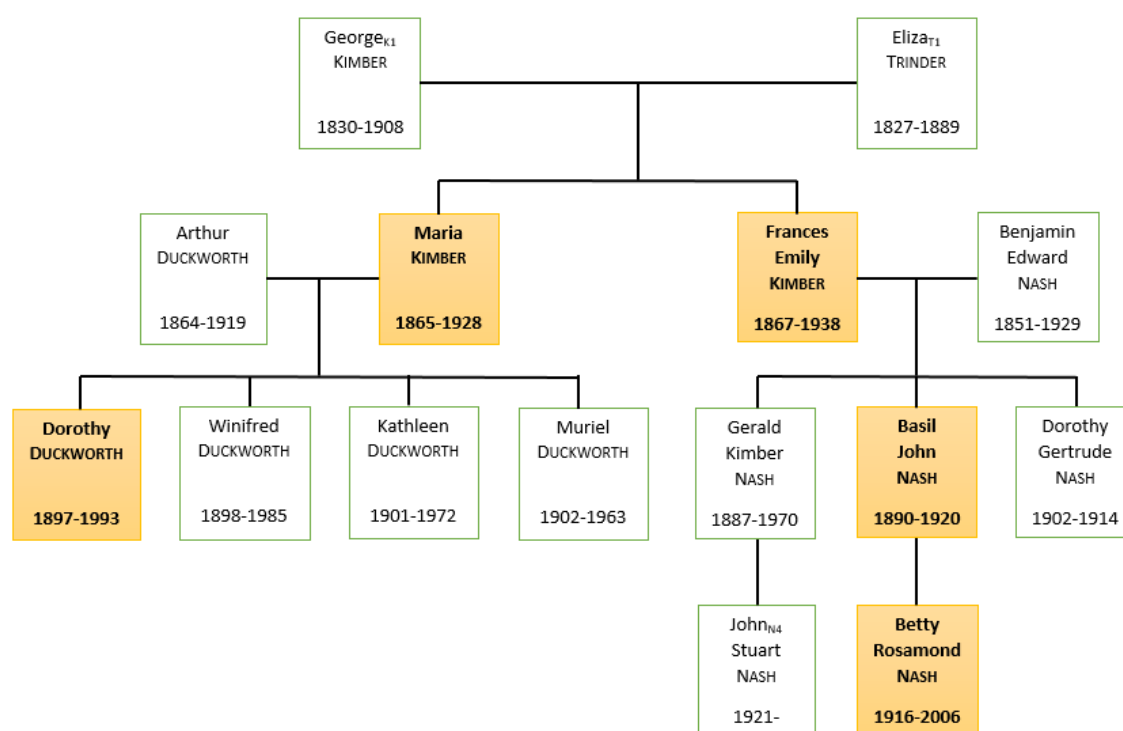 George K1
KIMBER
1830-1908
Eliza T1
TRINDER
1827-1889
Arthur
DUCKWORTH
1864-1919
Maria
KIMBER
1865-1928
Frances
Emily
KIMBER
1867-1938
Benjamin
Edward
NASH
1851-1929
Dorothy
DUCKWORTH
1897-1993
Winifred
DUCKWORTH
1898-1985
Kathleen
DUCKWORTH
1901-1972
Muriel
DUCKWORTH
1902-1963
Gerald
Kimber
NASH
1887-1970
Basil
John
NASH
1890-1920
Dorothy
Gertrude
NASH
1902-1914
John N4
Stuart
NASH
1921-
Betty
Rosamond
NASH
1916-2006